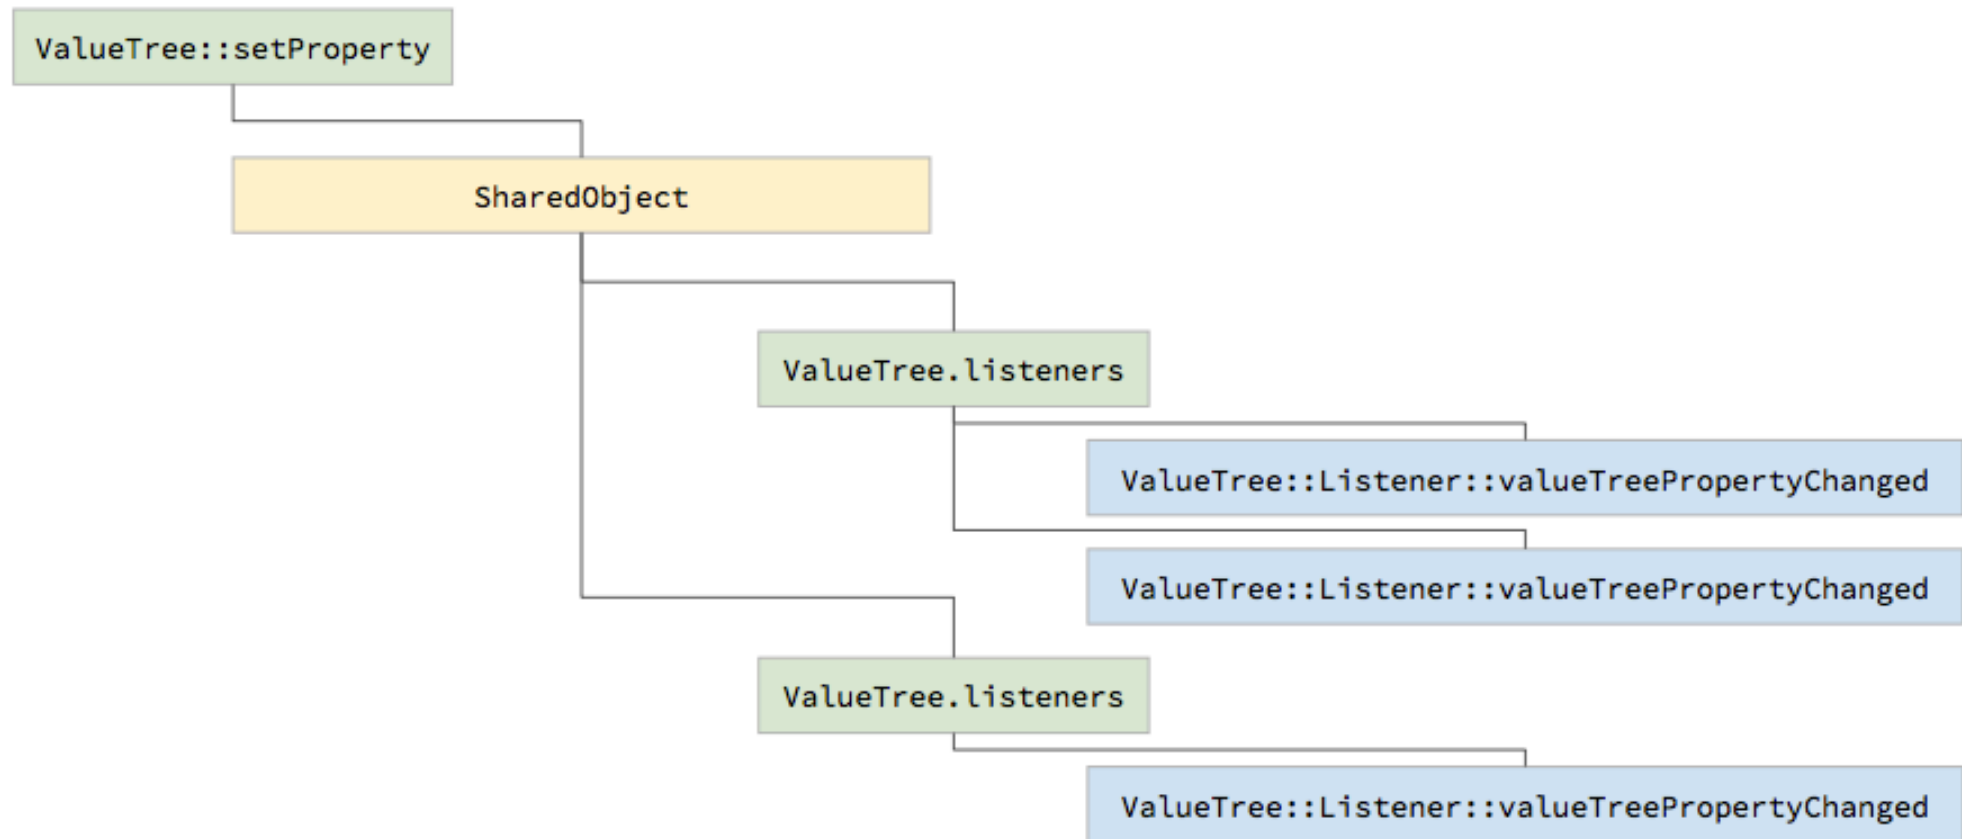 ValueTree::setProperty
SharedObject
ValueTree.listeners
ValueTree::Listener::valueTreePropertyChanged
ValueTree::Listener::valueTreePropertyChanged
ValueTree.listeners
ValueTree::Listener::valueTreePropertyChanged